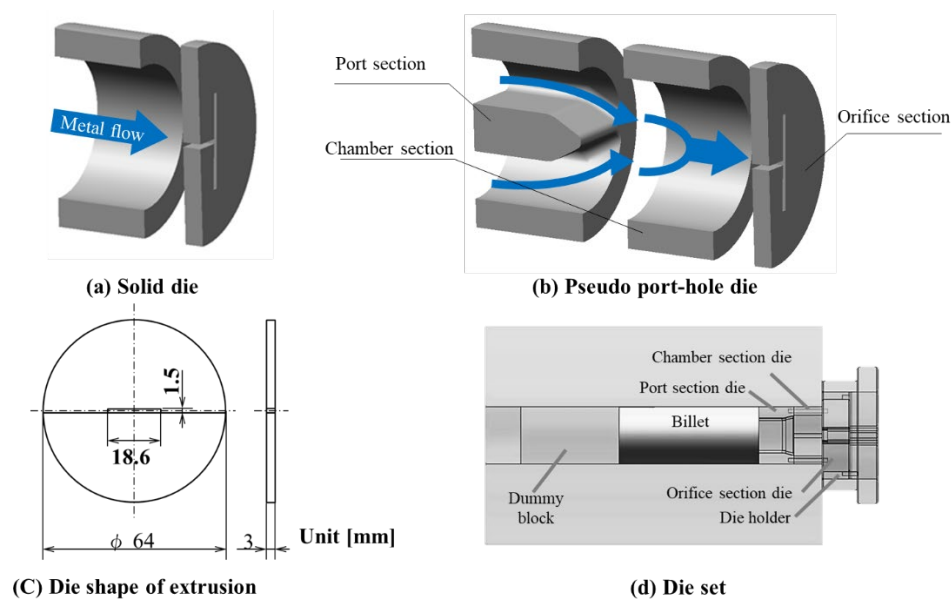 Port section
Metal flow
Chamber section
Orifice section
(a) Solid die
(b) Pseudo port-hole die
1.5
18.6
φ 64
3
Unit [mm]
(C) Die shape of extrusion
Chamber section die
Port section die
Billet
Dummy
block
Orifice section die
Die holder
(d) Die set